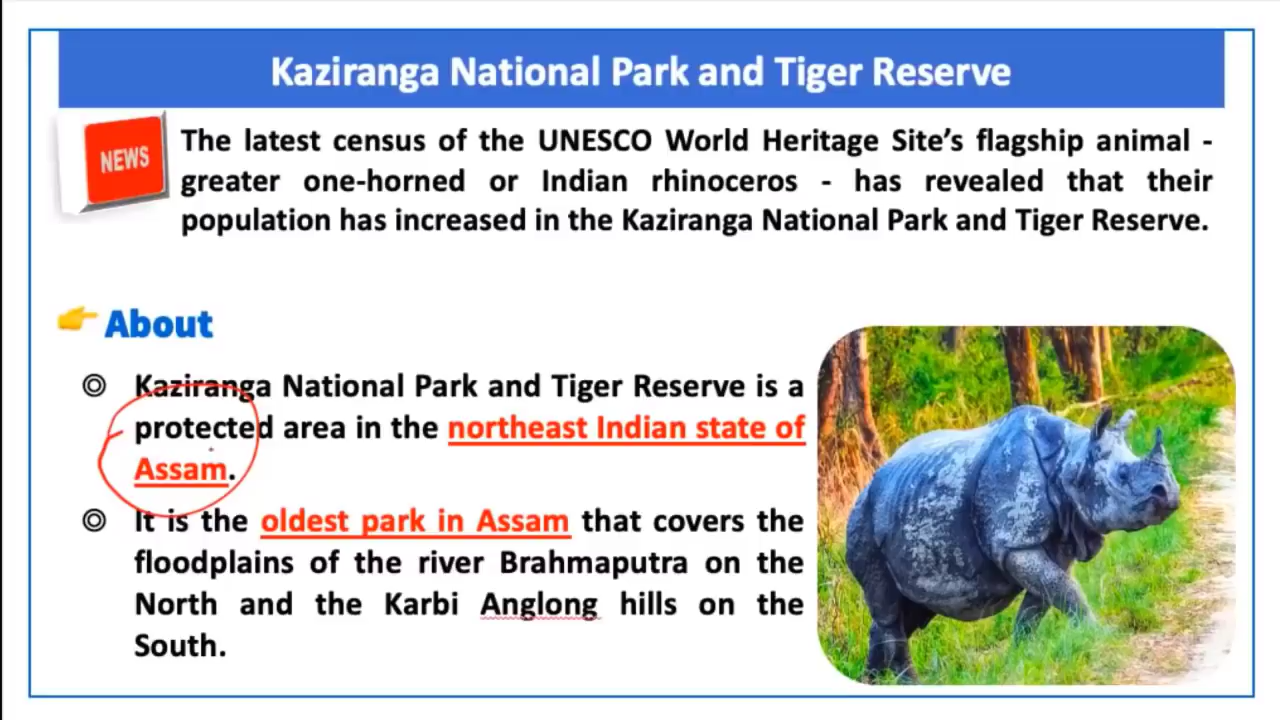 Kaziranga National Park and Tiger Reserve
NEWS
The latest census of the UNESCO World Heritage Site’s flagship animal -
greater one-horned or Indian rhinoceros - has revealed that their
population has increased in the Kaziranga National Park and Tiger Reserve.
About
Kaziranga National Park and Tiger Reserve is a
protected area in the northeast Indian state of
Assam.
It is the oldest park in Assam that covers the
floodplains of the river Brahmaputra on the
North and the Karbi Anglong hills on the
South.